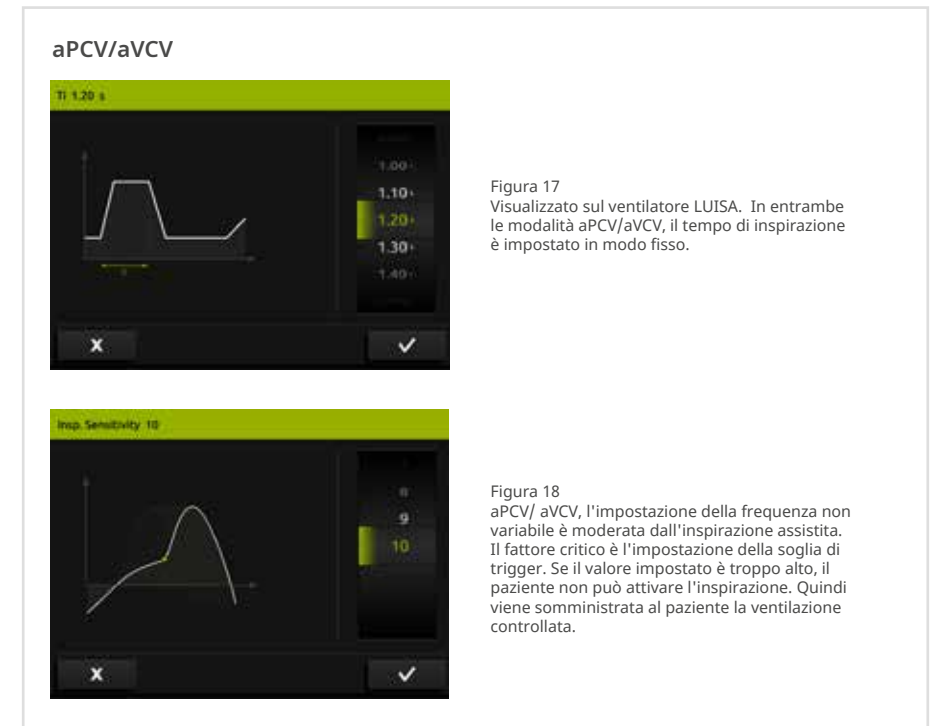 aPCV/aVCV
Ti 1.20 s
1.00
1.10
1.20
1.30
1.40
Figura 17
Visualizzato sul ventilatore LUISA. In entrambe
le modalità aPCV/aVCV, il tempo di inspirazione
è impostato in modo fisso.
Insp. Sensitivity 10
9
10
Figura 18
aPCV/ aVCV, l'impostazione della frequenza non
variabile è moderata dall'inspirazione assistita.
Il fattore critico è l'impostazione della soglia di
trigger. Se il valore impostato è troppo alto, il
paziente non può attivare l'inspirazione. Quindi
viene somministrata al paziente la ventilazione
controllata.